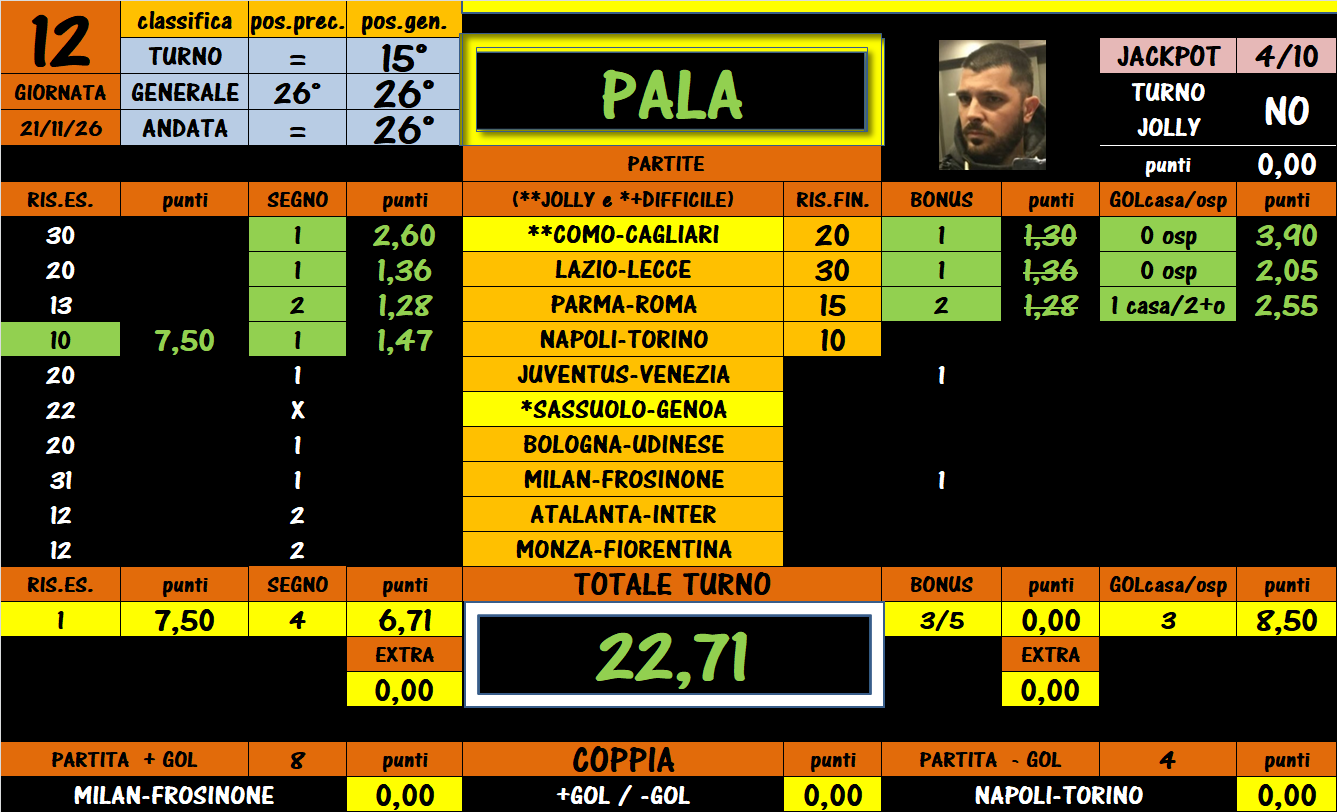 12 classifica pos.prec. pos.gen.
TURNO = 15°
PALA
JACKPOT 4/10
GIORNATA GENERALE 26° 26°
TURNO JOLLY NO
21/11/26 ANDATA = 26°
PARTITE
punti 0,00
RIS.ES. punti SEGNO punti (**JOLLY e *+DIFFICILE) RIS.FIN. BONUS punti GOLcasa/osp punti
30 1 2,60 **COMO-CAGLIARI 20 1 1,30 0 osp 3,90
20 1 1,36 LAZIO-LECCE 30 1 1,36 0 osp 2,05
13 2 1,28 PARMA-ROMA 15 2 1,28 1 casa/2+o 2,55
10 7,50 1 1,47 NAPOLI-TORINO 10
20 1 JUVENTUS-VENEZIA 1
22 X *SASSUOLO-GENOA
20 1 BOLOGNA-UDINESE
31 1 MILAN-FROSINONE 1
12 2 ATALANTA-INTER
12 2 MONZA-FIORENTINA
RIS.ES. punti SEGNO punti TOTALE TURNO BONUS punti GOLcasa/osp punti
1 7,50 4 6,71 22,71 3/5 0,00 3 8,50
EXTRA EXTRA
0,00 0,00
PARTITA + GOL 8 punti COPPIA punti PARTITA - GOL 4 punti
MILAN-FROSINONE 0,00 +GOL / -GOL 0,00 NAPOLI-TORINO 0,00